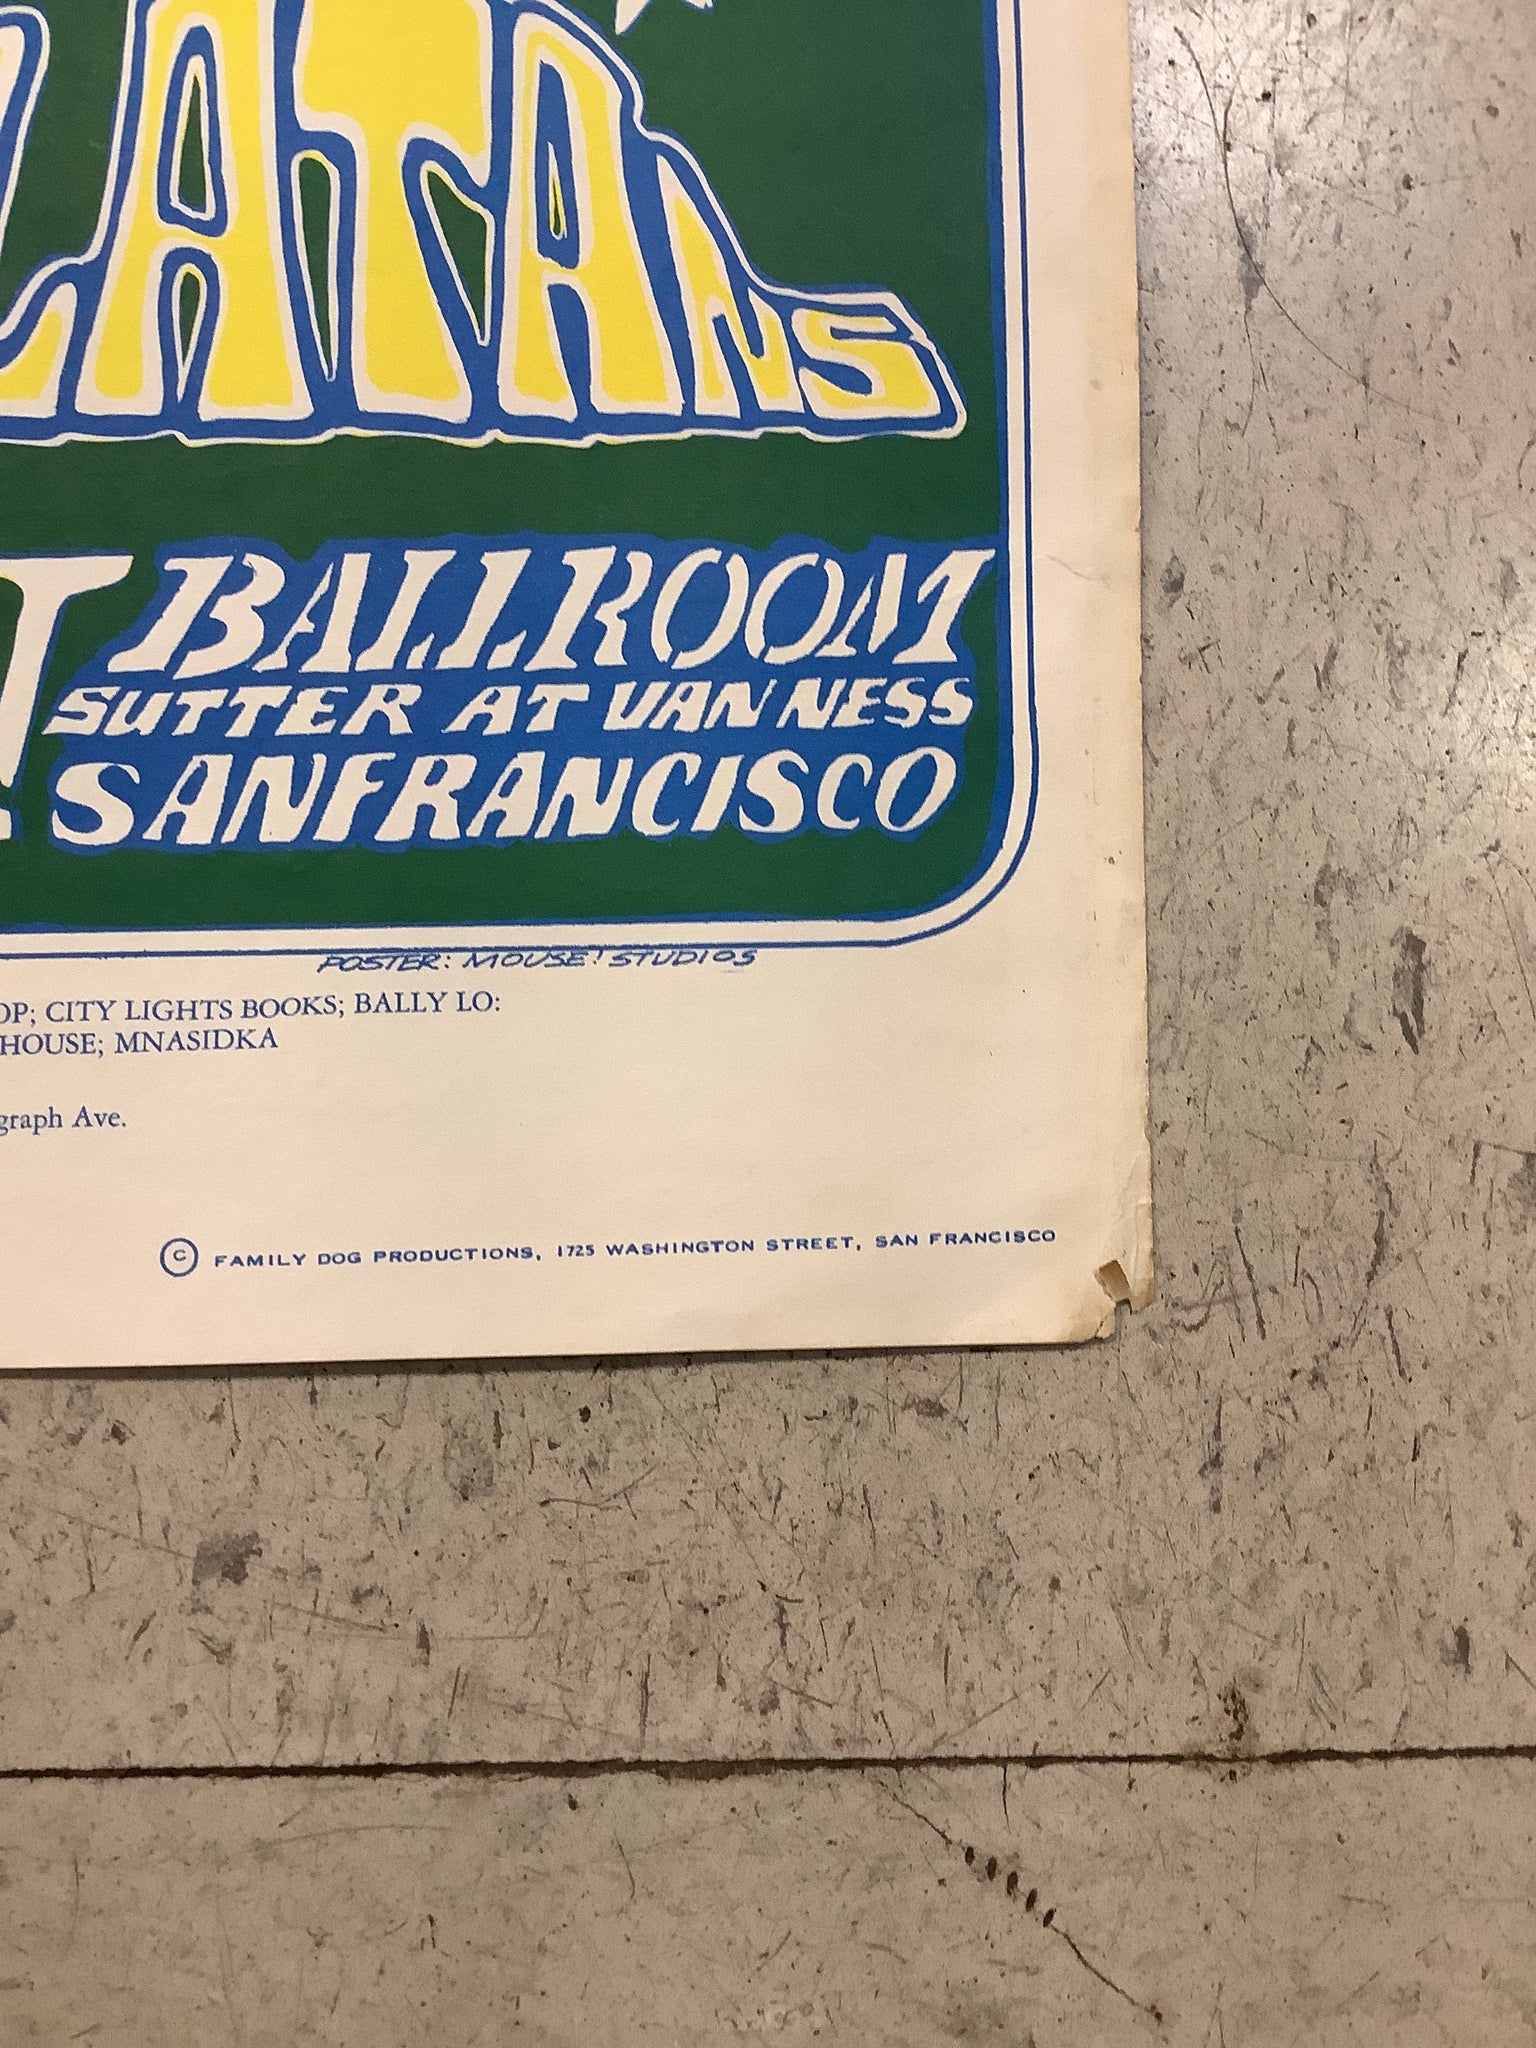 LATANS
T BALLROOM
SUTTER AT VAN NESS
SANFRANCISCO
POSTER: MOUSE! STUDIOS
OP; CITY LIGHTS BOOKS; BALLY LO:
HOUSE; MNASIDKA
graph Ave.
© FAMILY DOG PRODUCTIONS, 1725 WASHINGTON STREET, SAN FRANCISCO